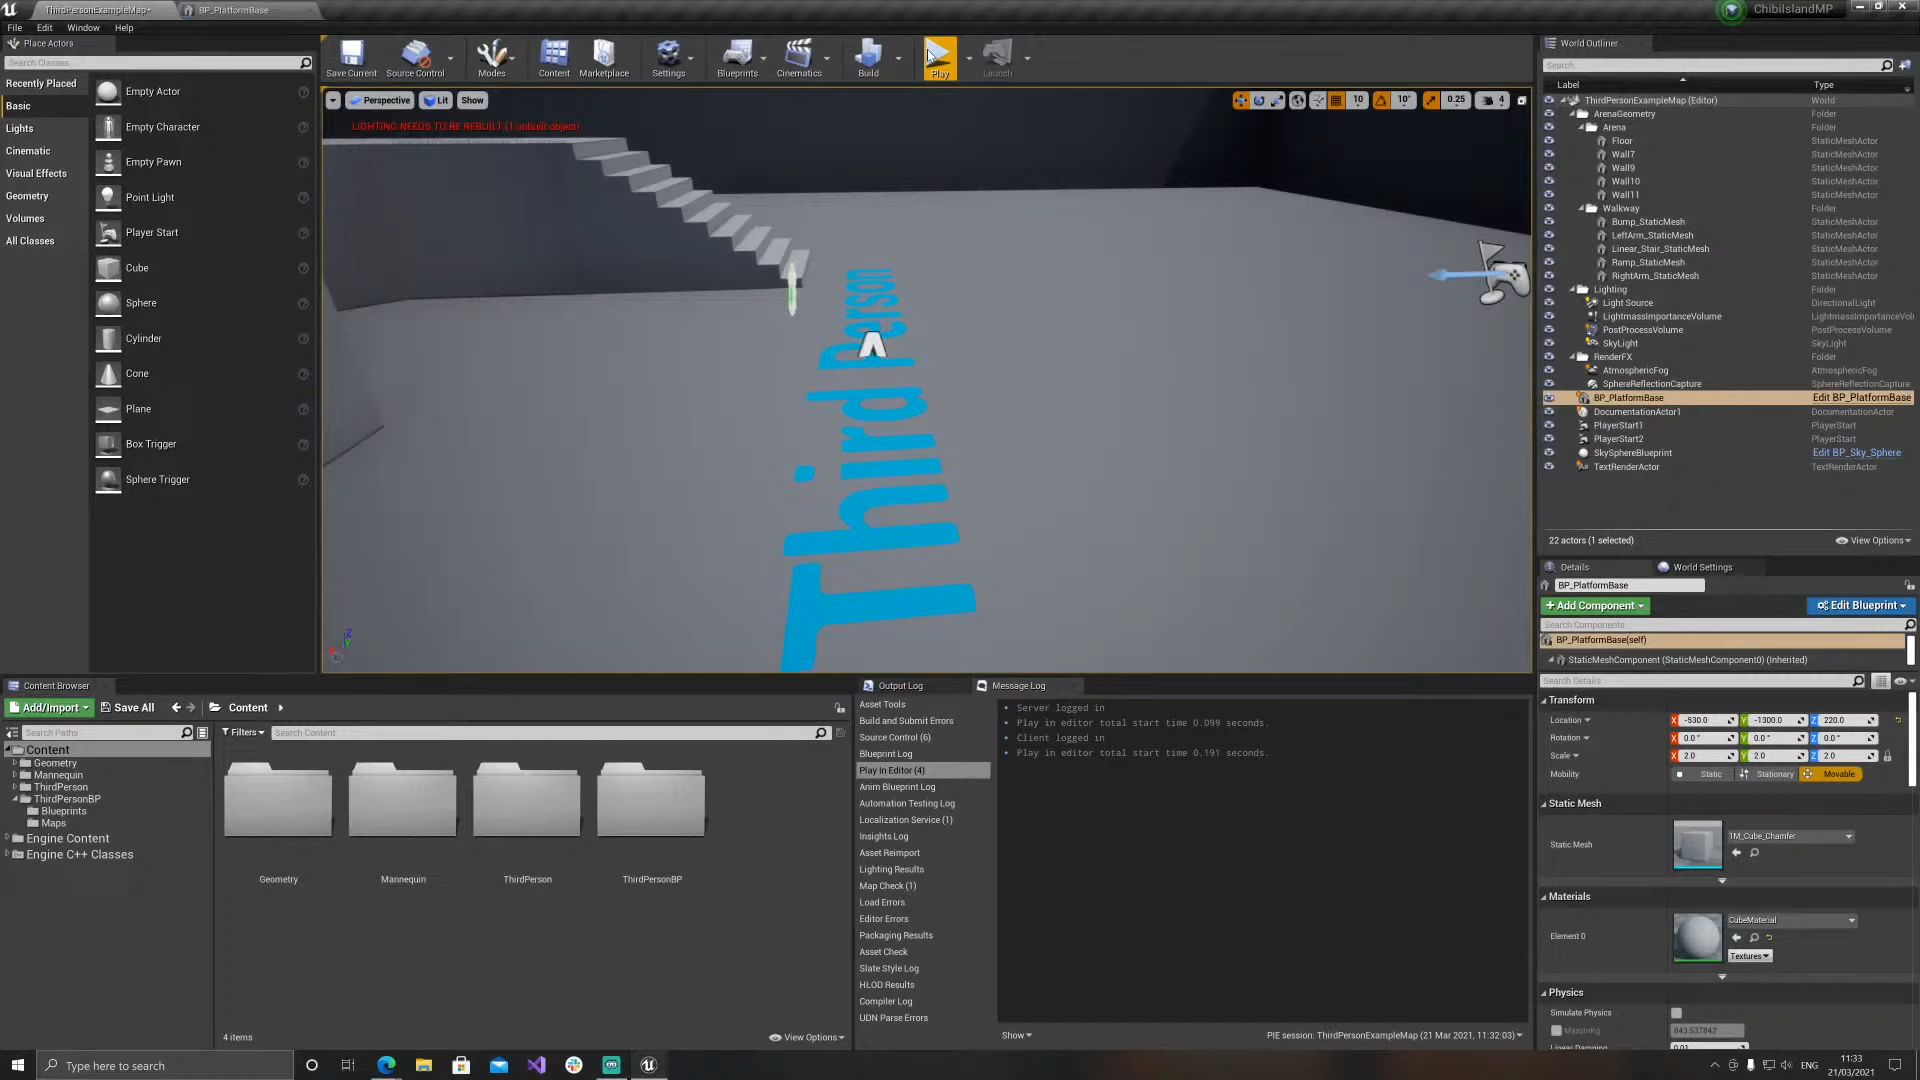 ThirdPersonExampleMap*
BP_PlatformBase
ChibiIslandMP
File Edit Window Help
Place Actors
Search Classes
Recently Placed
Basic
Lights
Cinematic
Visual Effects
Geometry
Volumes
All Classes
Empty Actor
Empty Character
Empty Pawn
Point Light
Player Start
Cube
Sphere
Cylinder
Cone
Plane
Box Trigger
Sphere Trigger
Save Current
Source Control
Modes
Content
Marketplace
Settings
Blueprints
Cinematics
Build
Play
Launch
Perspective
Lit
Show
10
10°
0.25
4
LIGHTING NEEDS TO BE REBUILT (1 unbuilt object)
Third Person
World Outliner
Search...
Label Type
ThirdPersonExampleMap (Editor) World
ArenaGeometry Folder
Arena Folder
Floor StaticMeshActor
Wall7 StaticMeshActor
Wall9 StaticMeshActor
Wall10 StaticMeshActor
Wall11 StaticMeshActor
Walkway Folder
Bump_StaticMesh StaticMeshActor
LeftArm_StaticMesh StaticMeshActor
Linear_Stair_StaticMesh StaticMeshActor
Ramp_StaticMesh StaticMeshActor
RightArm_StaticMesh StaticMeshActor
Lighting Folder
Light Source DirectionalLight
LightmassImportanceVolume LightmassImportanceVol
PostProcessVolume PostProcessVolume
SkyLight SkyLight
RenderFX Folder
AtmosphericFog AtmosphericFog
SphereReflectionCapture SphereReflectionCapture
BP_PlatformBase Edit BP_PlatformBase
DocumentationActor1 DocumentationActor
PlayerStart1 PlayerStart
PlayerStart2 PlayerStart
SkySphereBlueprint Edit BP_Sky_Sphere
TextRenderActor TextRenderActor
22 actors (1 selected)
View Options
Details
World Settings
BP_PlatformBase
Add Component
Edit Blueprint
Search Components
BP_PlatformBase(self)
StaticMeshComponent (StaticMeshComponent0) (Inherited)
Search Details
Transform
Location X -530.0 Y -1300.0 Z 220.0
Rotation X 0.0° Y 0.0° Z 0.0°
Scale X 2.0 Y 2.0 Z 2.0
Mobility Static Stationary Movable
Static Mesh
Static Mesh
1M_Cube_Chamfer
Materials
Element 0
CubeMaterial
Textures
Physics
Simulate Physics
MassInKg 843.537842
Linear Damping 0.01
Content Browser
Add/Import
Save All
Content
Search Paths
Filters
Search Content
Content
Geometry
Mannequin
ThirdPerson
ThirdPersonBP
Blueprints
Maps
Engine Content
Engine C++ Classes
Geometry
Mannequin
ThirdPerson
ThirdPersonBP
4 items
View Options
Output Log
Message Log
Asset Tools
Build and Submit Errors
Source Control (6)
Blueprint Log
Play In Editor (4)
Anim Blueprint Log
Automation Testing Log
Localization Service (1)
Insights Log
Asset Reimport
Lighting Results
Map Check (1)
Load Errors
Editor Errors
Packaging Results
Asset Check
Slate Style Log
HLOD Results
Compiler Log
UDN Parse Errors
Server logged in
Play in editor total start time 0.099 seconds.
Client logged in
Play in editor total start time 0.191 seconds.
Show
PIE session: ThirdPersonExampleMap (21 Mar 2021, 11:32:03)
Type here to search
ENG
11:33
21/03/2021